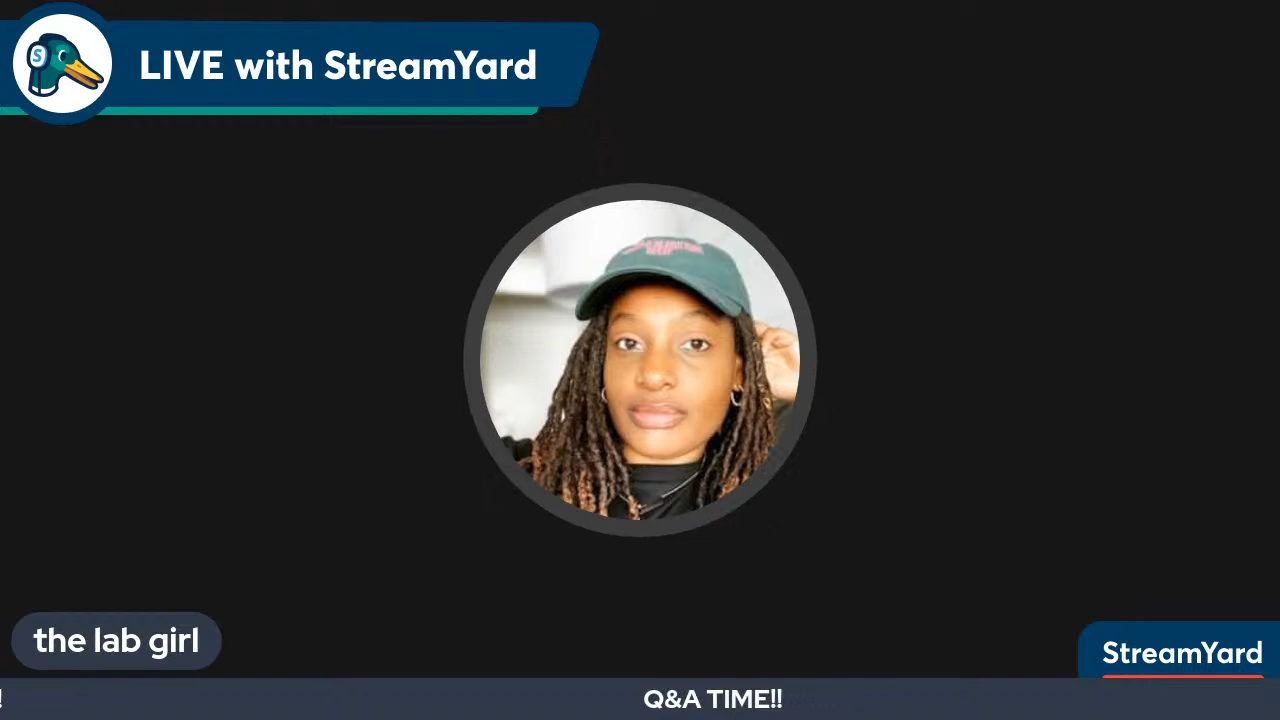 S
LIVE with StreamYard
the lab girl
StreamYard
!
Q&A TIME!!